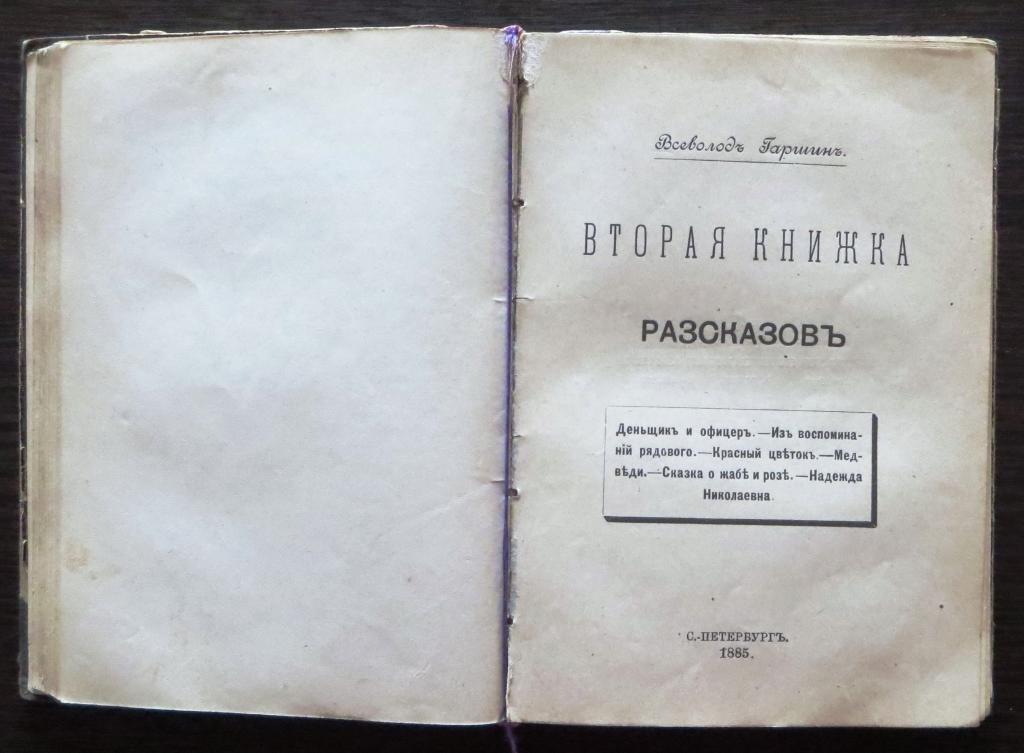 Всеволодъ Гаршинъ.
ВТОРАЯ КНИЖКА
РАЗСКАЗОВЪ
Деньщикъ и офицеръ.—Изъ воспомина-
ній рядового.—Красный цвѣтокъ.—Мед-
вѣди.—Сказка о жабѣ и розѣ.—Надежда
Николаевна.
С.-ПЕТЕРБУРГЪ.
1885.